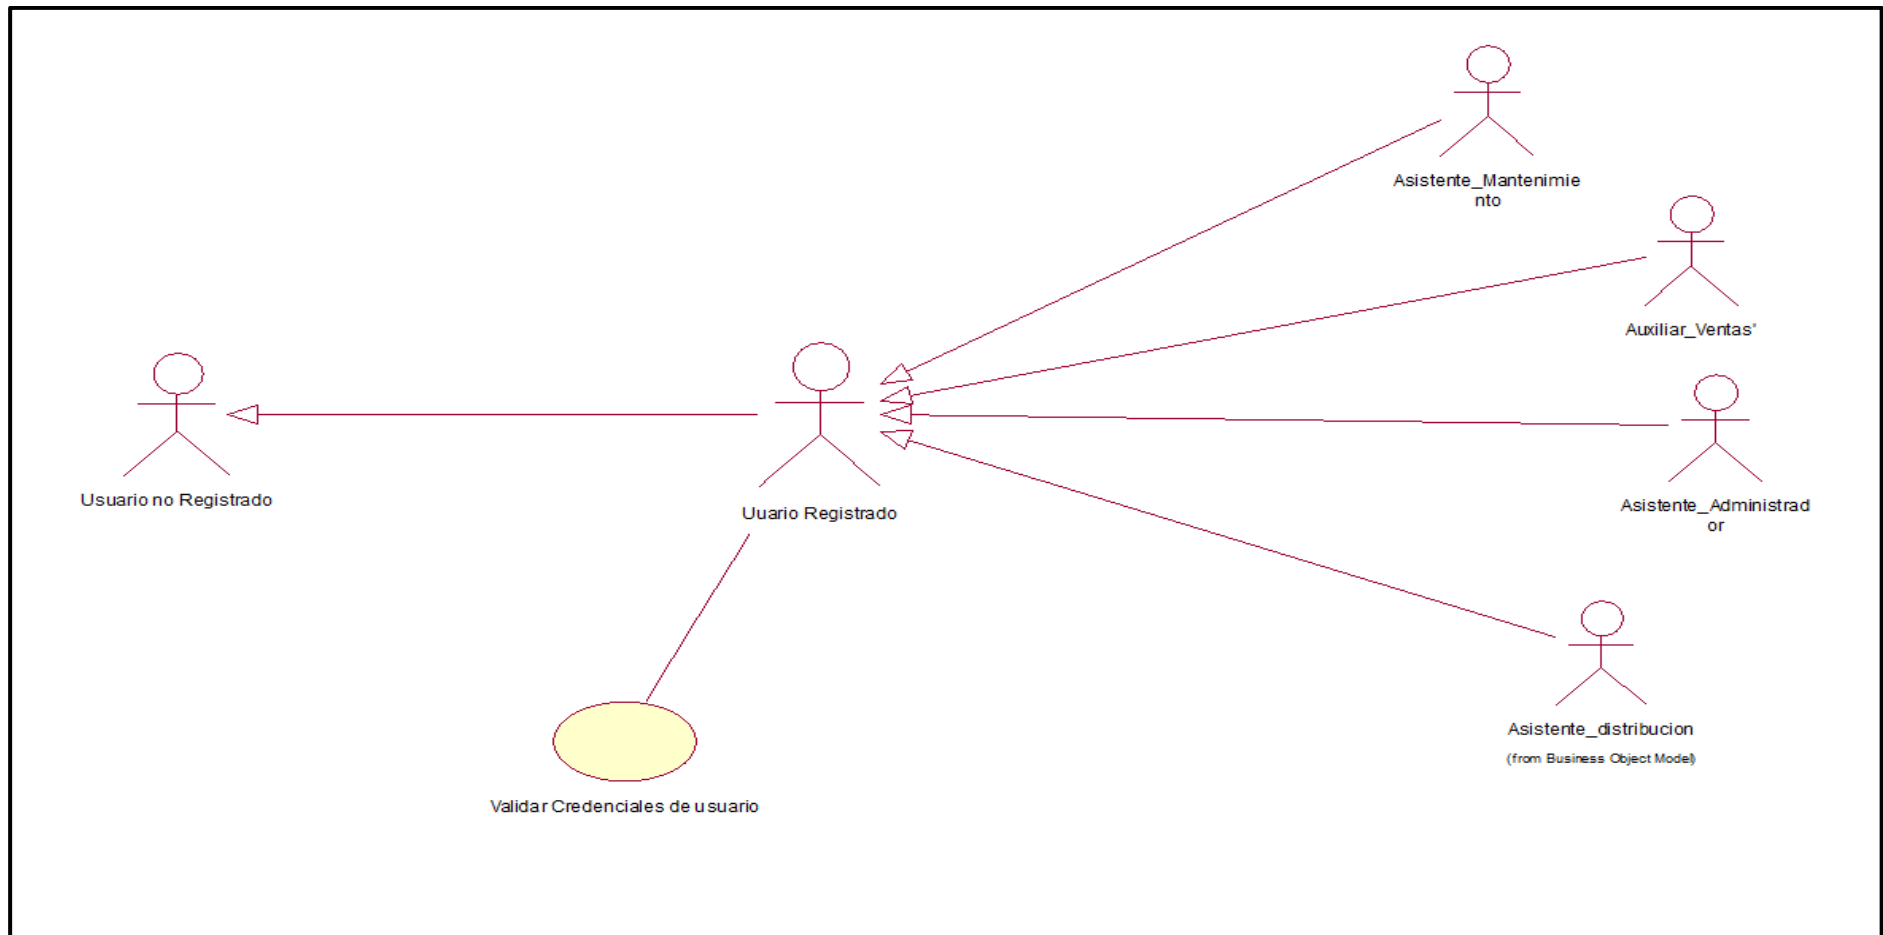 Asistente_Mantenimie
nto
Auxiliar_Ventas'
Usuario no Registrado
Uuario Registrado
Asistente_Administrad
or
Asistente_distribucion
(from Business Object Model)
Validar Credenciales de usuario